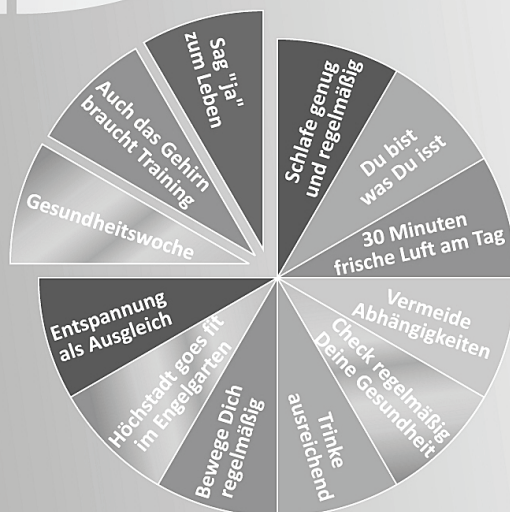 Schlafe genug
und regelmäßig
Du bist
was Du isst
30 Minuten
frische Luft am Tag
Vermeide
Abhängigkeiten
Check regelmäßig
Deine Gesundheit
Trinke
ausreichend
Bewege Dich
regelmäßig
Höchstadt goes fit
im Engelgarten
Entspannung
als Ausgleich
Gesundheitswoche
Auch das Gehirn
braucht Training
Sag "ja"
zum Leben